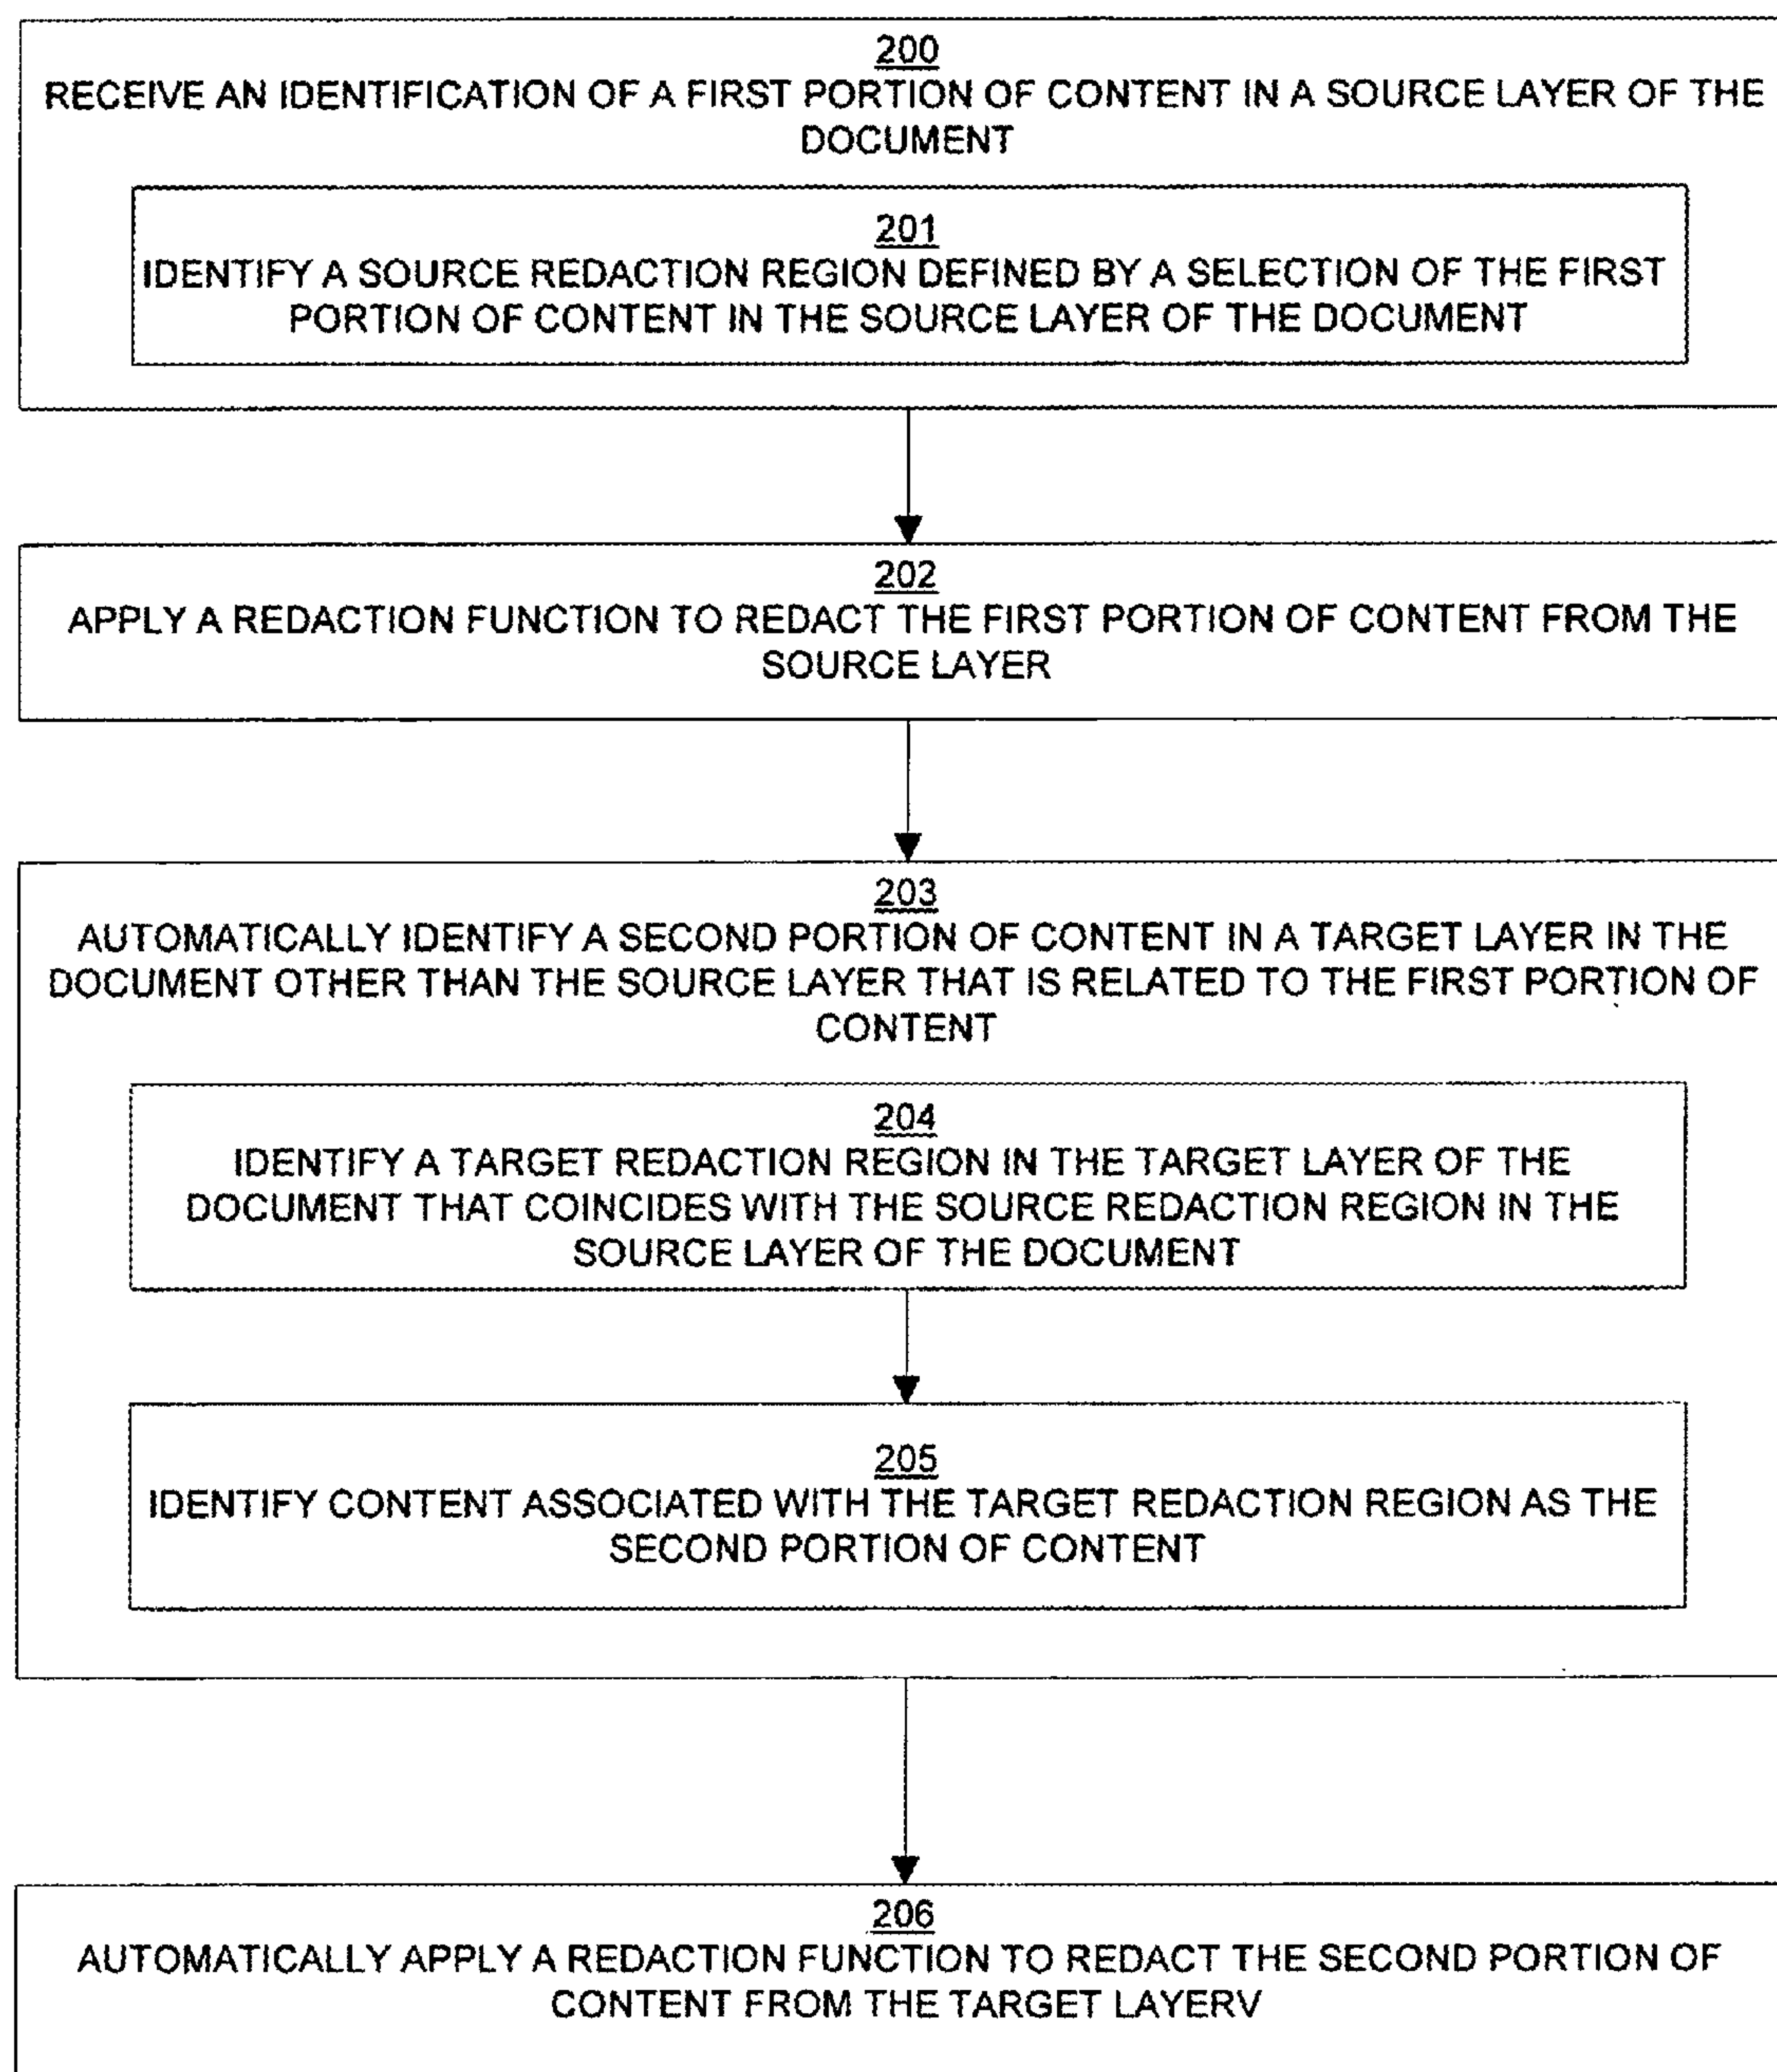 200
RECEIVE AN IDENTIFICATION OF A FIRST PORTION OF CONTENT IN A SOURCE LAYER OF THE
DOCUMENT
201
IDENTIFY A SOURCE REDACTION REGION DEFINED BY A SELECTION OF THE FIRST
PORTION OF CONTENT IN THE SOURCE LAYER OF THE DOCUMENT
202
APPLY A REDACTION FUNCTION TO REDACT THE FIRST PORTION OF CONTENT FROM THE
SOURCE LAYER
203
AUTOMATICALLY IDENTIFY A SECOND PORTION OF CONTENT IN A TARGET LAYER IN THE
DOCUMENT OTHER THAN THE SOURCE LAYER THAT IS RELATED TO THE FIRST PORTION OF
CONTENT
204
IDENTIFY A TARGET REDACTION REGION IN THE TARGET LAYER OF THE
DOCUMENT THAT COINCIDES WITH THE SOURCE REDACTION REGION IN THE
SOURCE LAYER OF THE DOCUMENT
205
IDENTIFY CONTENT ASSOCIATED WITH THE TARGET REDACTION REGION AS THE
SECOND PORTION OF CONTENT
206
AUTOMATICALLY APPLY A REDACTION FUNCTION TO REDACT THE SECOND PORTION OF
CONTENT FROM THE TARGET LAYERV